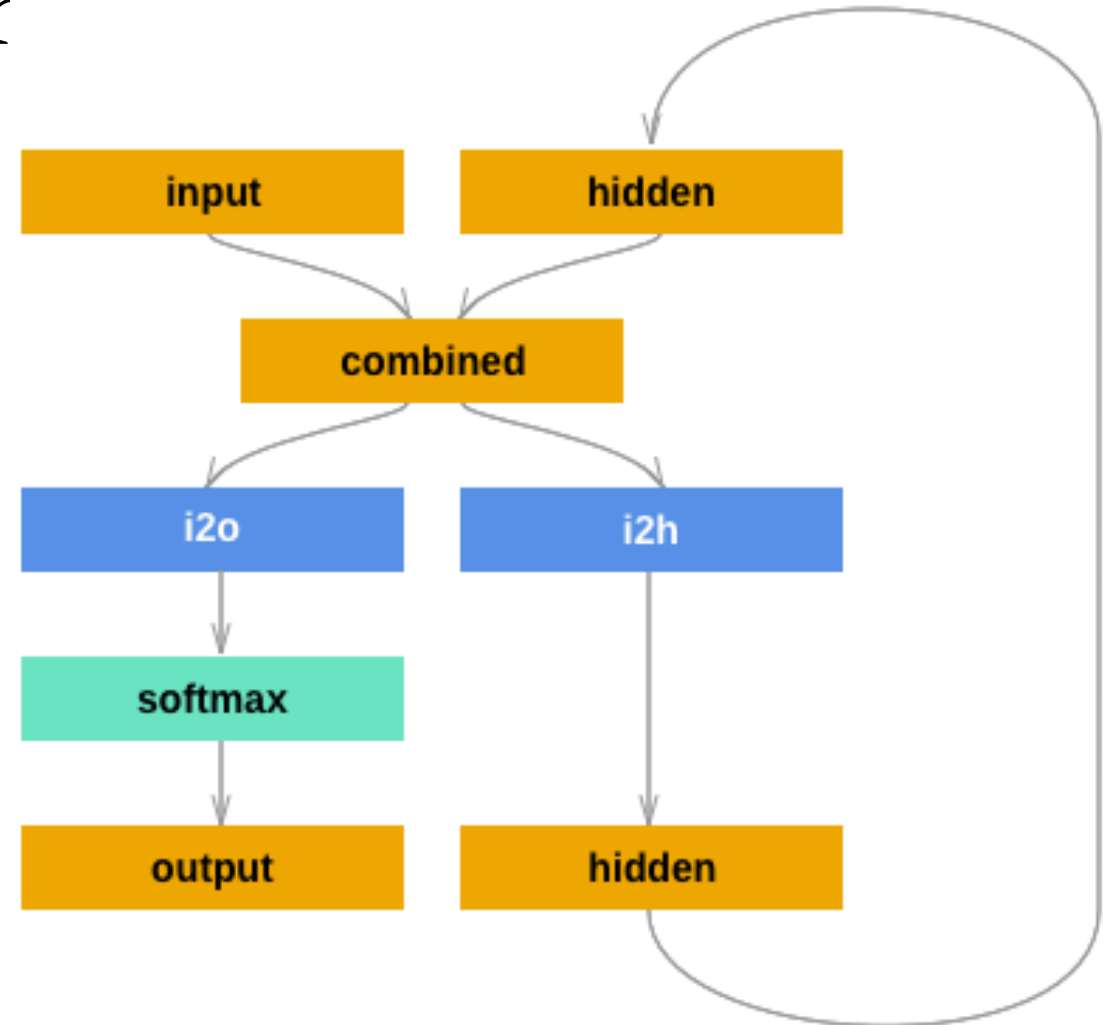 input
hidden
combined
i2o
i2h
softmax
output
hidden